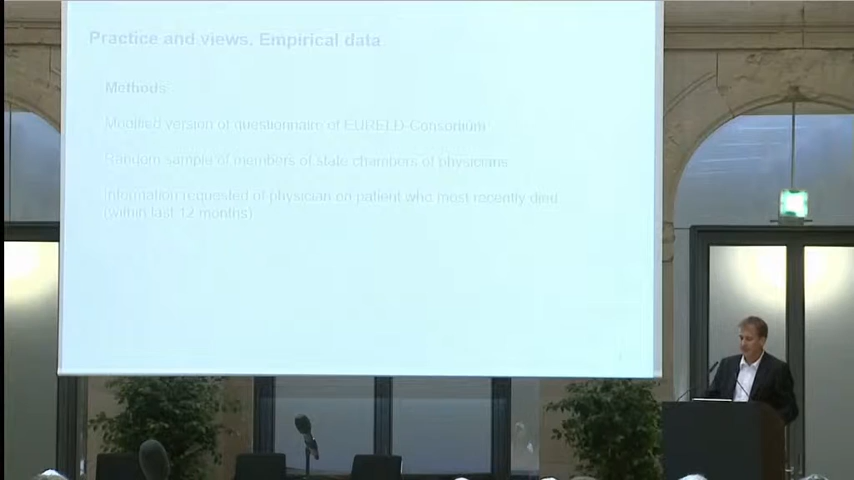 Practice and views, Empirical data
Methods:
Modified version of questionnaire of EURELD-Consortium
Random sample of members of state chambers of physicians
Information requested of physician on patient who most recently died
(within last 12 months)